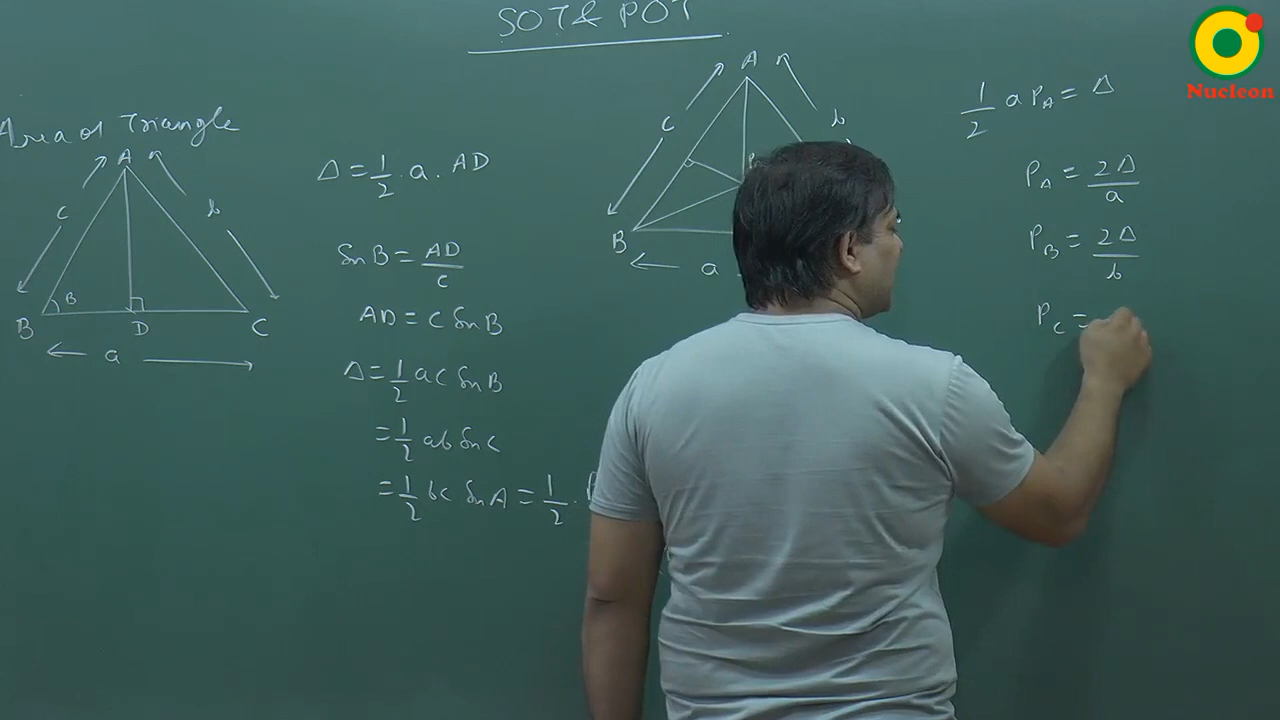 SOT & POT
Nucleon
Area of Triangle
A
c
b
B
B
D
C
a
Δ = 1/2 . a . AD
Sin B = AD/c
AD = c Sin B
Δ = 1/2 ac Sin B
= 1/2 ab Sin C
= 1/2 bc Sin A = 1/2 .
A
c
b
B
a
1/2 a P_A = Δ
P_A = 2Δ/a
P_B = 2Δ/b
P_C =